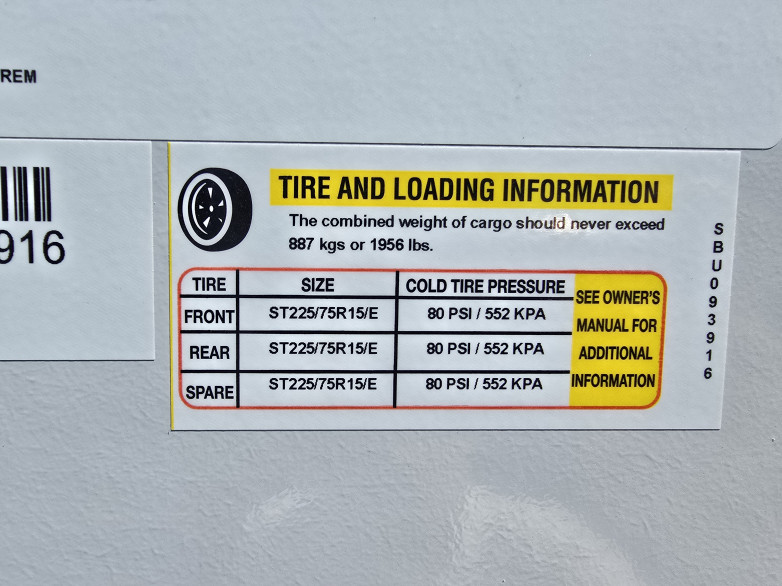 REM
916
TIRE AND LOADING INFORMATION
The combined weight of cargo should never exceed
887 kgs or 1956 lbs.
TIRE SIZE COLD TIRE PRESSURE
FRONT ST225/75R15/E 80 PSI / 552 KPA
REAR ST225/75R15/E 80 PSI / 552 KPA
SPARE ST225/75R15/E 80 PSI / 552 KPA
SEE OWNER'S
MANUAL FOR
ADDITIONAL
INFORMATION
SBU093916